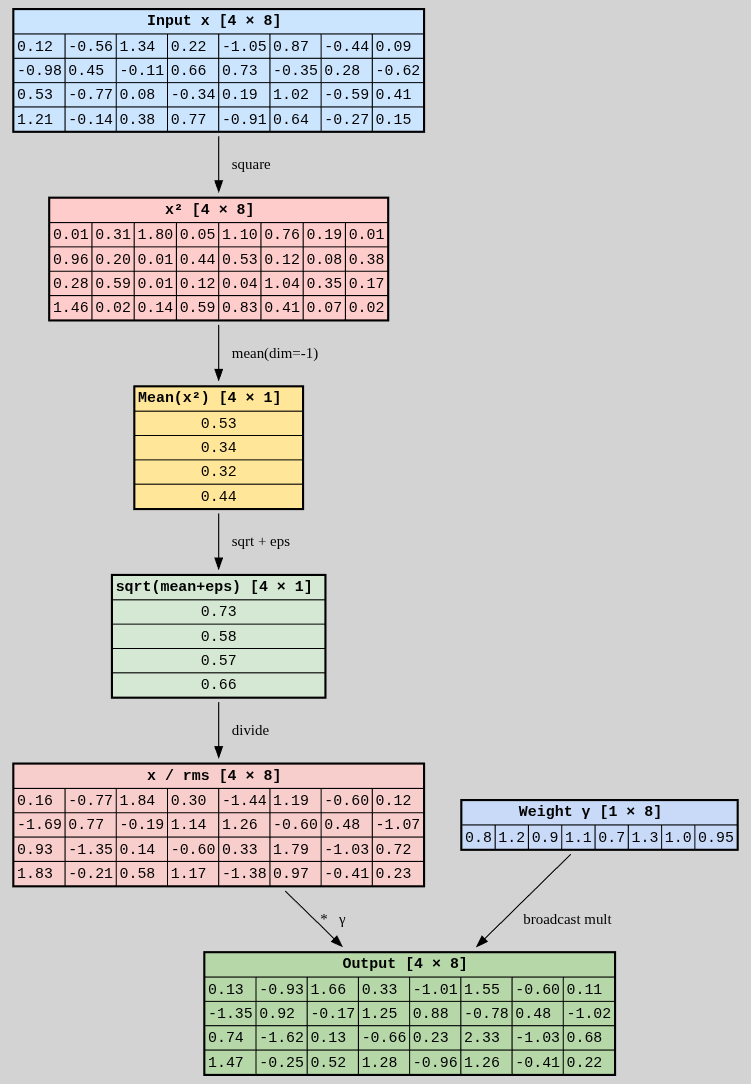 Input x [4 × 8]
0.12 -0.56 1.34 0.22 -1.05 0.87 -0.44 0.09
-0.98 0.45 -0.11 0.66 0.73 -0.35 0.28 -0.62
0.53 -0.77 0.08 -0.34 0.19 1.02 -0.59 0.41
1.21 -0.14 0.38 0.77 -0.91 0.64 -0.27 0.15
square
x² [4 × 8]
0.01 0.31 1.80 0.05 1.10 0.76 0.19 0.01
0.96 0.20 0.01 0.44 0.53 0.12 0.08 0.38
0.28 0.59 0.01 0.12 0.04 1.04 0.35 0.17
1.46 0.02 0.14 0.59 0.83 0.41 0.07 0.02
mean(dim=-1)
Mean(x²) [4 × 1]
0.53
0.34
0.32
0.44
sqrt + eps
sqrt(mean+eps) [4 × 1]
0.73
0.58
0.57
0.66
divide
x / rms [4 × 8]
0.16 -0.77 1.84 0.30 -1.44 1.19 -0.60 0.12
-1.69 0.77 -0.19 1.14 1.26 -0.60 0.48 -1.07
0.93 -1.35 0.14 -0.60 0.33 1.79 -1.03 0.72
1.83 -0.21 0.58 1.17 -1.38 0.97 -0.41 0.23
Weight γ [1 × 8]
0.8 1.2 0.9 1.1 0.7 1.3 1.0 0.95
* γ
broadcast mult
Output [4 × 8]
0.13 -0.93 1.66 0.33 -1.01 1.55 -0.60 0.11
-1.35 0.92 -0.17 1.25 0.88 -0.78 0.48 -1.02
0.74 -1.62 0.13 -0.66 0.23 2.33 -1.03 0.68
1.47 -0.25 0.52 1.28 -0.96 1.26 -0.41 0.22